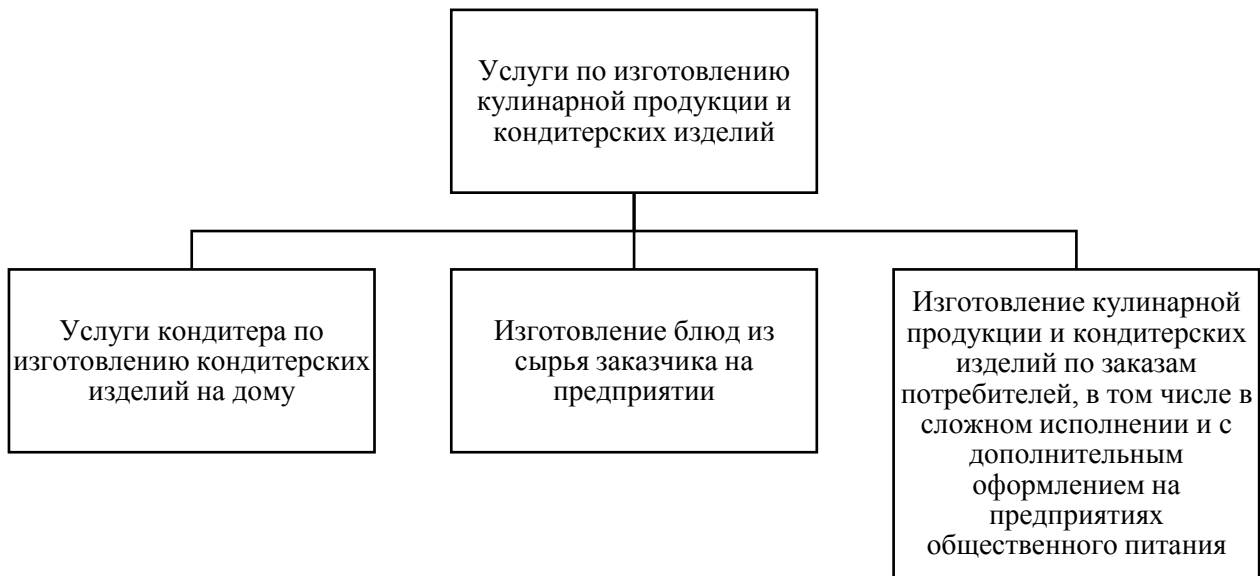 Услуги по изготовлению
кулинарной продукции и
кондитерских изделий
Услуги кондитера по
изготовлению кондитерских
изделий на дому
Изготовление блюд из
сырья заказчика на
предприятии
Изготовление кулинарной
продукции и кондитерских
изделий по заказам
потребителей, в том числе в
сложном исполнении и с
дополнительным
оформлением на
предприятиях
общественного питания